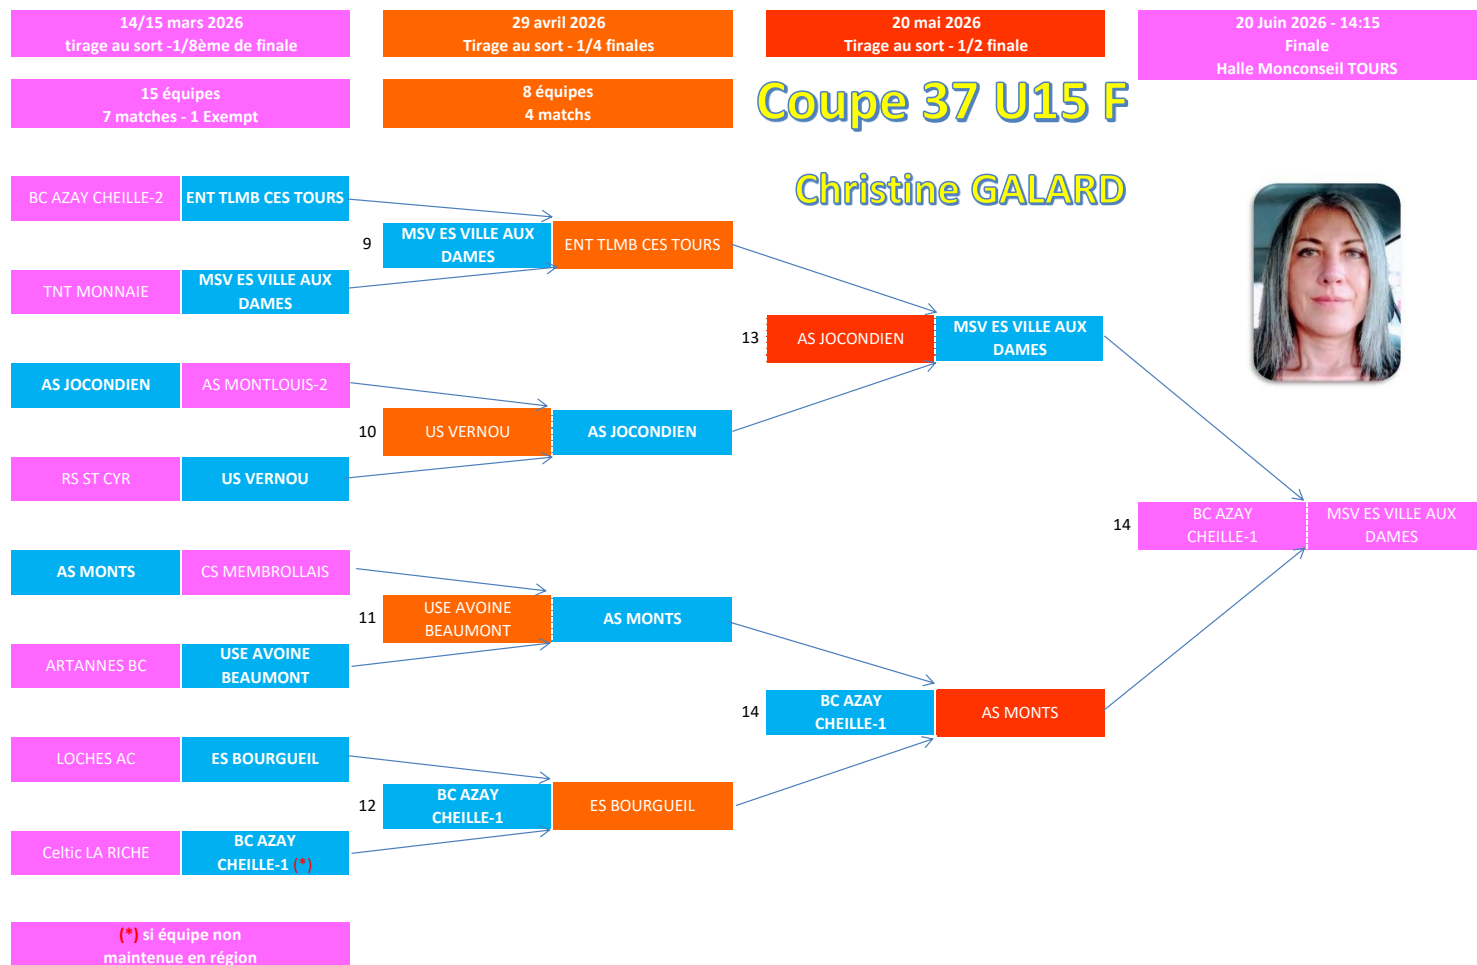 14/15 mars 2026
tirage au sort -1/8ème de finale
29 avril 2026
Tirage au sort - 1/4 finales
20 mai 2026
Tirage au sort - 1/2 finale
20 Juin 2026 - 14:15
Finale
Halle Monconseil TOURS
15 équipes
7 matches - 1 Exempt
8 équipes
4 matchs
Coupe 37 U15 F
Christine GALARD
BC AZAY CHEILLE-2
ENT TLMB CES TOURS
9
MSV ES VILLE AUX
DAMES
ENT TLMB CES TOURS
TNT MONNAIE
MSV ES VILLE AUX
DAMES
13
AS JOCONDIEN
MSV ES VILLE AUX
DAMES
AS JOCONDIEN
AS MONTLOUIS-2
10
US VERNOU
AS JOCONDIEN
RS ST CYR
US VERNOU
14
BC AZAY
CHEILLE-1
MSV ES VILLE AUX
DAMES
AS MONTS
CS MEMBROLLAIS
11
USE AVOINE
BEAUMONT
AS MONTS
ARTANNES BC
USE AVOINE
BEAUMONT
14
BC AZAY
CHEILLE-1
AS MONTS
LOCHES AC
ES BOURGUEIL
12
BC AZAY
CHEILLE-1
ES BOURGUEIL
Celtic LA RICHE
BC AZAY
CHEILLE-1 (*)
(*) si équipe non
maintenue en région